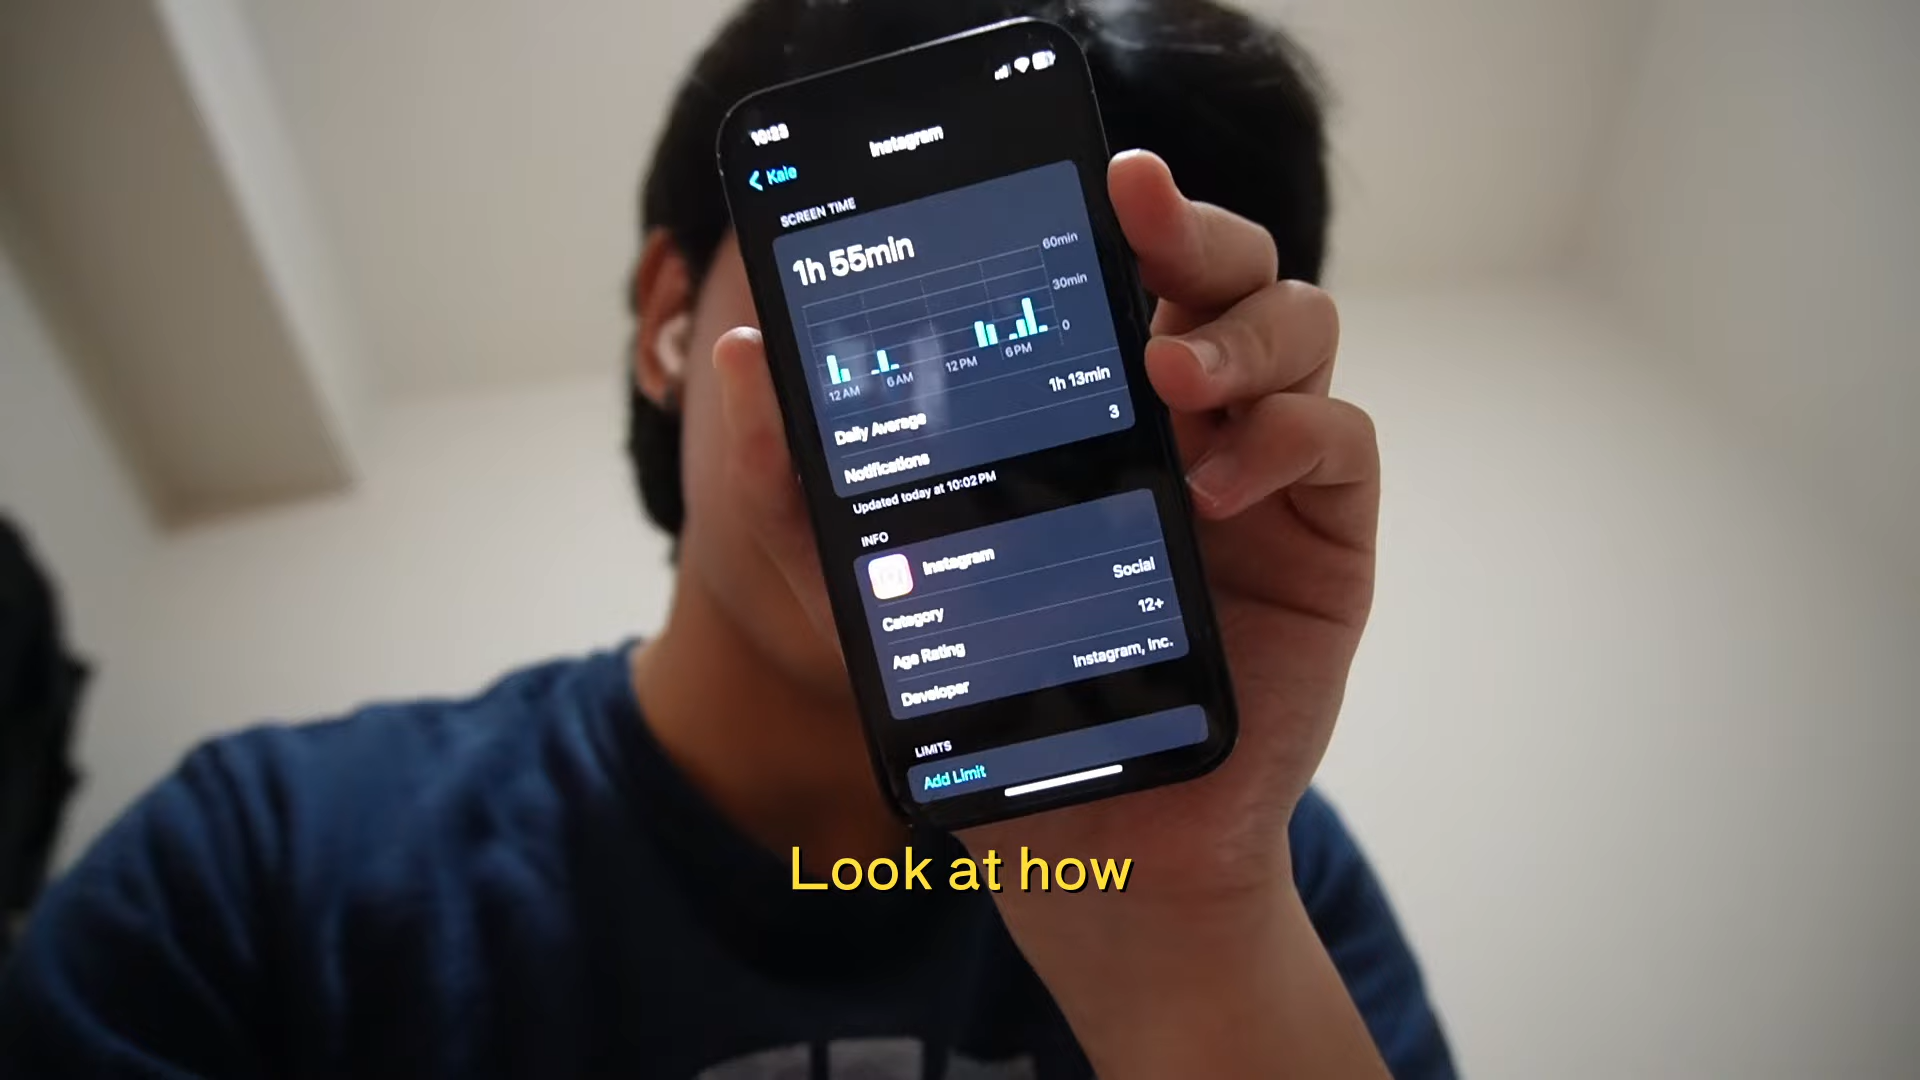 10:23
Instagram
Kale
SCREEN TIME
1h 55min
60min
30min
0
12 AM
6 AM
12 PM
6 PM
Daily Average
1h 13min
Notifications
3
Updated today at 10:02 PM
INFO
Instagram
Category
Social
Age Rating
12+
Developer
Instagram, Inc.
LIMITS
Add Limit
Look at how